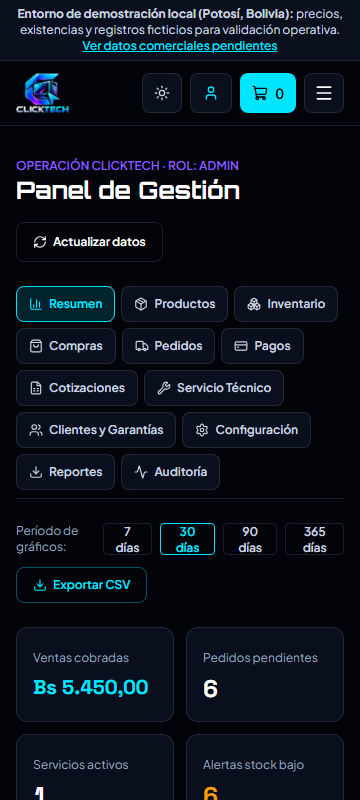 Entorno de demostración local (Potosí, Bolivia): precios,
existencias y registros ficticios para validación operativa.
Ver datos comerciales pendientes
CLICKTECH
0
OPERACIÓN CLICKTECH · ROL: ADMIN
Panel de Gestión
Actualizar datos
Resumen
Productos
Inventario
Compras
Pedidos
Pagos
Cotizaciones
Servicio Técnico
Clientes y Garantías
Configuración
Reportes
Auditoría
Período de
gráficos:
7
días
30
días
90
días
365
días
Exportar CSV
Ventas cobradas
Pedidos pendientes
Bs 5.450,00
6
Servicios activos
Alertas stock bajo
1
6